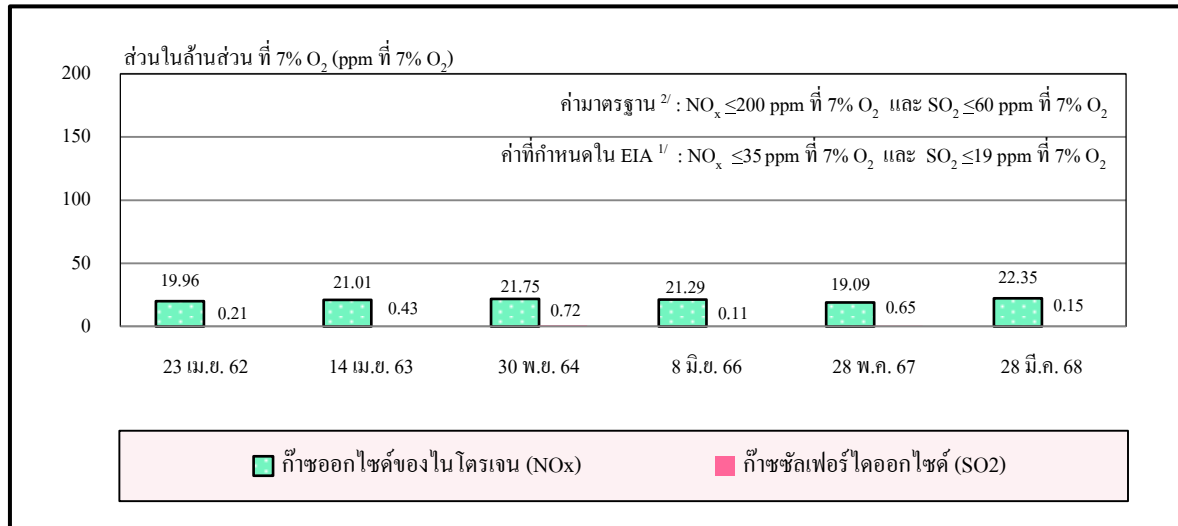 ส่วนในล้านส่วน ที่ 7% O2 (ppm ที่ 7% O2)
200
ค่ามาตรฐาน 2/ : NOx ≤200 ppm ที่ 7% O2 และ SO2 ≤60 ppm ที่ 7% O2
150
ค่าที่กำหนดใน EIA 1/ : NOx ≤35 ppm ที่ 7% O2 และ SO2 ≤19 ppm ที่ 7% O2
100
50
19.96 21.01 21.75 21.29 19.09 22.35
0.21 0.43 0.72 0.11 0.65 0.15
0
23 เม.ย. 62 14 เม.ย. 63 30 พ.ย. 64 8 มิ.ย. 66 28 พ.ค. 67 28 มี.ค. 68
ก๊าซออกไซด์ของไนโตรเจน (NOx) ก๊าซซัลเฟอร์ไดออกไซด์ (SO2)